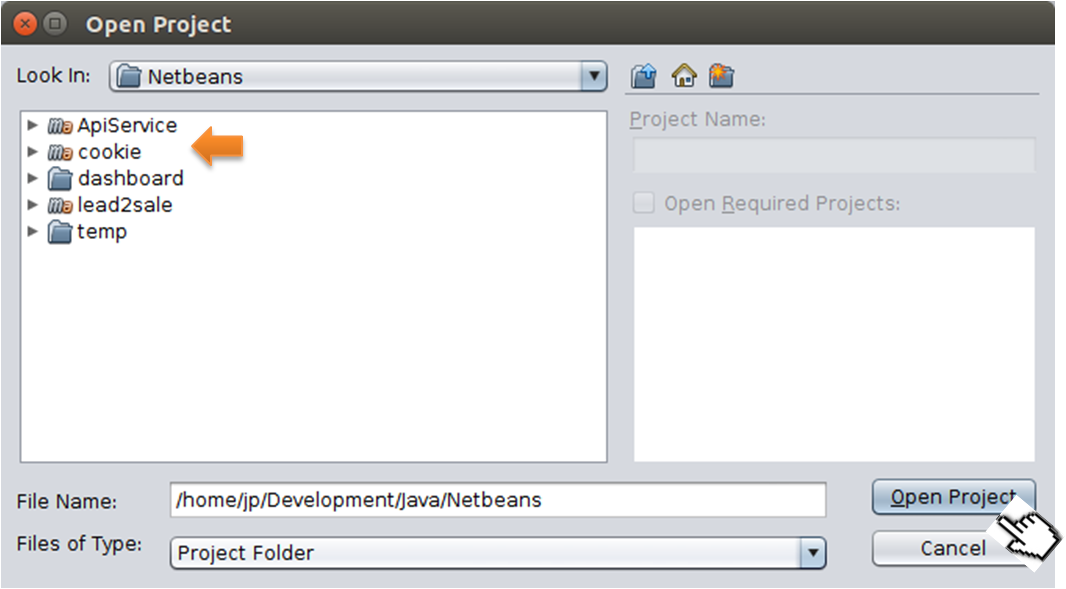 Open Project
Look In: Netbeans
ApiService
cookie
dashboard
lead2sale
temp
Project Name:
Open Required Projects:
File Name: /home/jp/Development/Java/Netbeans
Open Project
Files of Type: Project Folder
Cancel